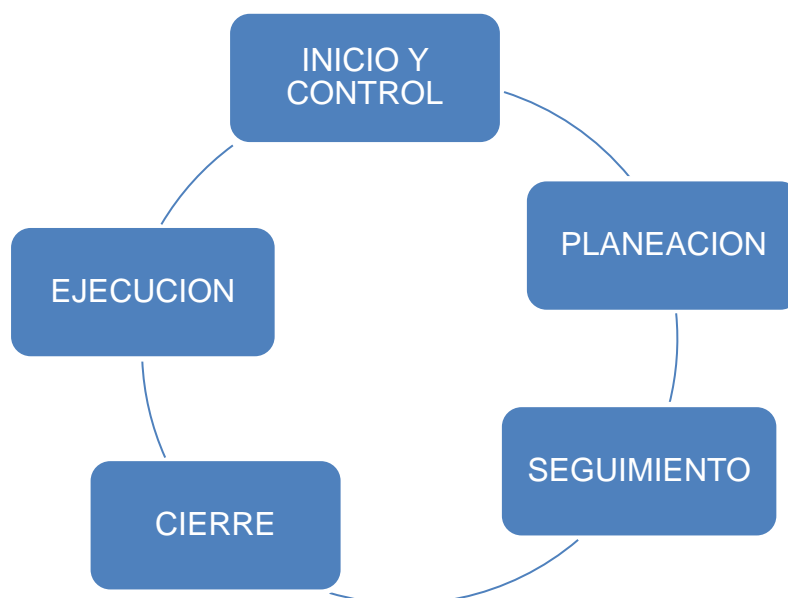 INICIO Y
CONTROL
PLANEACION
SEGUIMIENTO
CIERRE
EJECUCION